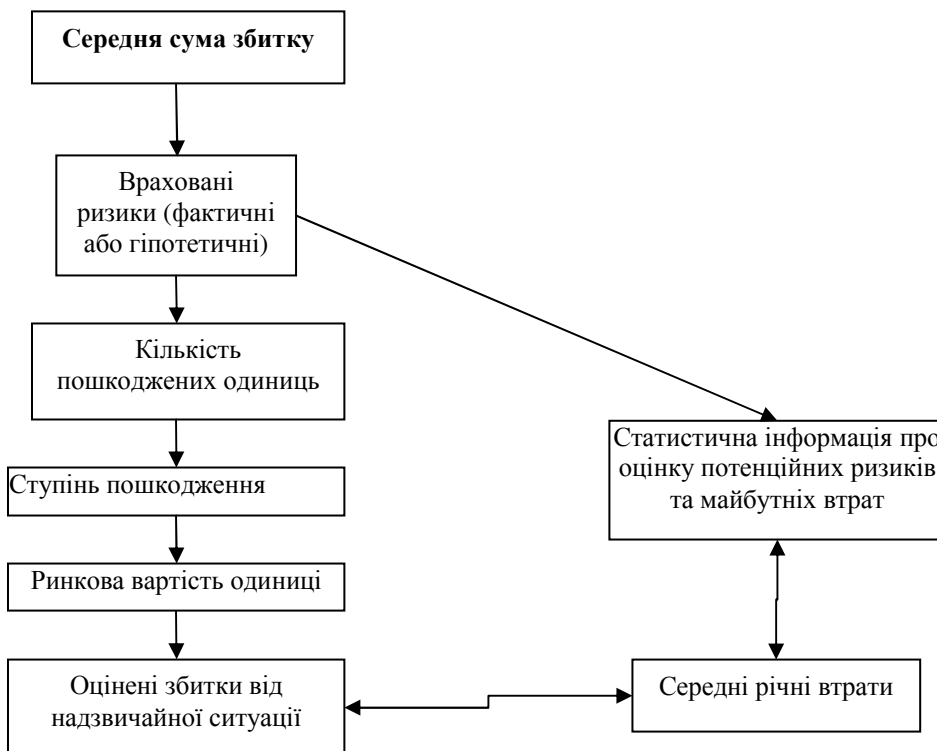 Середня сума збитку
Враховані
ризики (фактичні
або гіпотетичні)
Кількість
пошкоджених одиниць
Ступінь пошкодження
Ринкова вартість одиниці
Оцінені збитки від
надзвичайної ситуації
Статистична інформація про
оцінку потенційних ризиків
та майбутніх втрат
Середні річні втрати